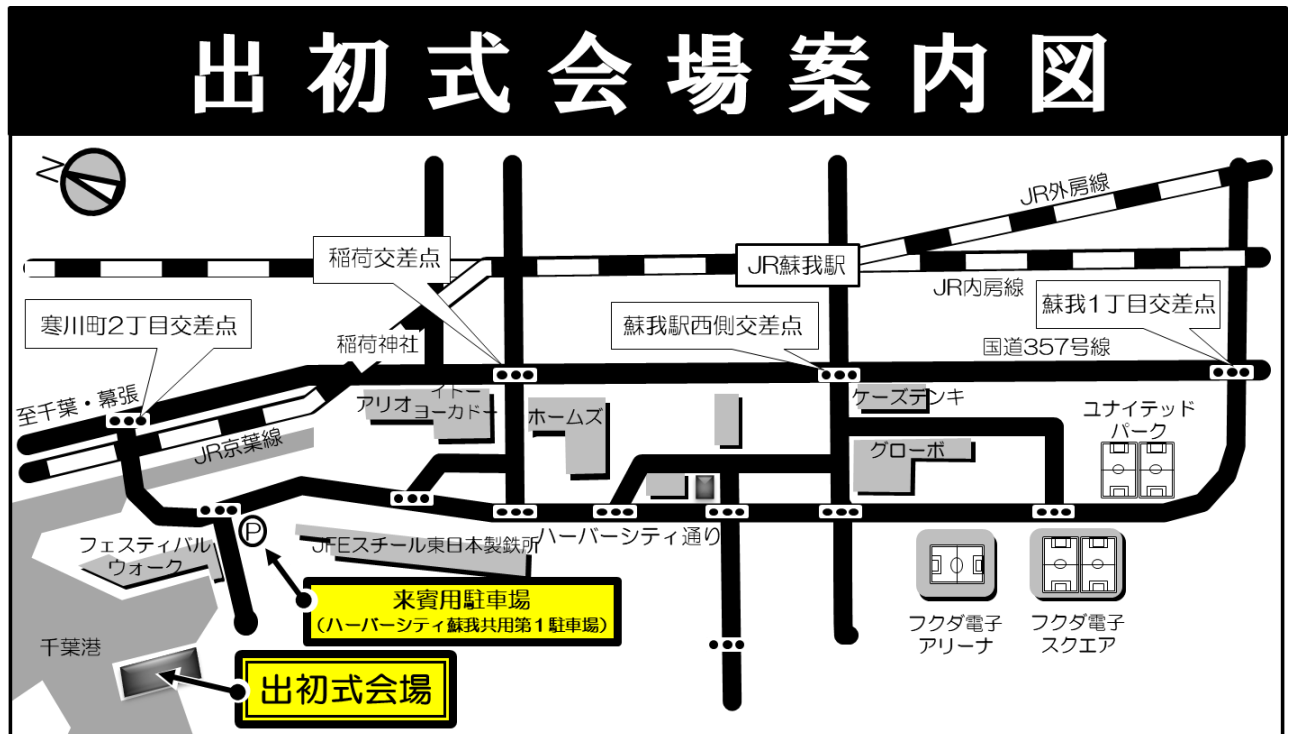 出初式会場案内図
N
JR外房線
稲荷交差点
JR蘇我駅
JR内房線
寒川町2丁目交差点
蘇我駅西側交差点
蘇我1丁目交差点
稲荷神社
国道357号線
至千葉・幕張
アリオ
イトー
ヨーカドー
ホームズ
ケーズデンキ
ユナイテッド
パーク
JR京葉線
グローボ
P
フェスティバル
ウォーク
JFEスチール東日本製鉄所
ハーバーシティ通り
来賓用駐車場
(ハーバーシティ蘇我共用第1駐車場)
フクダ電子
アリーナ
フクダ電子
スクエア
千葉港
出初式会場